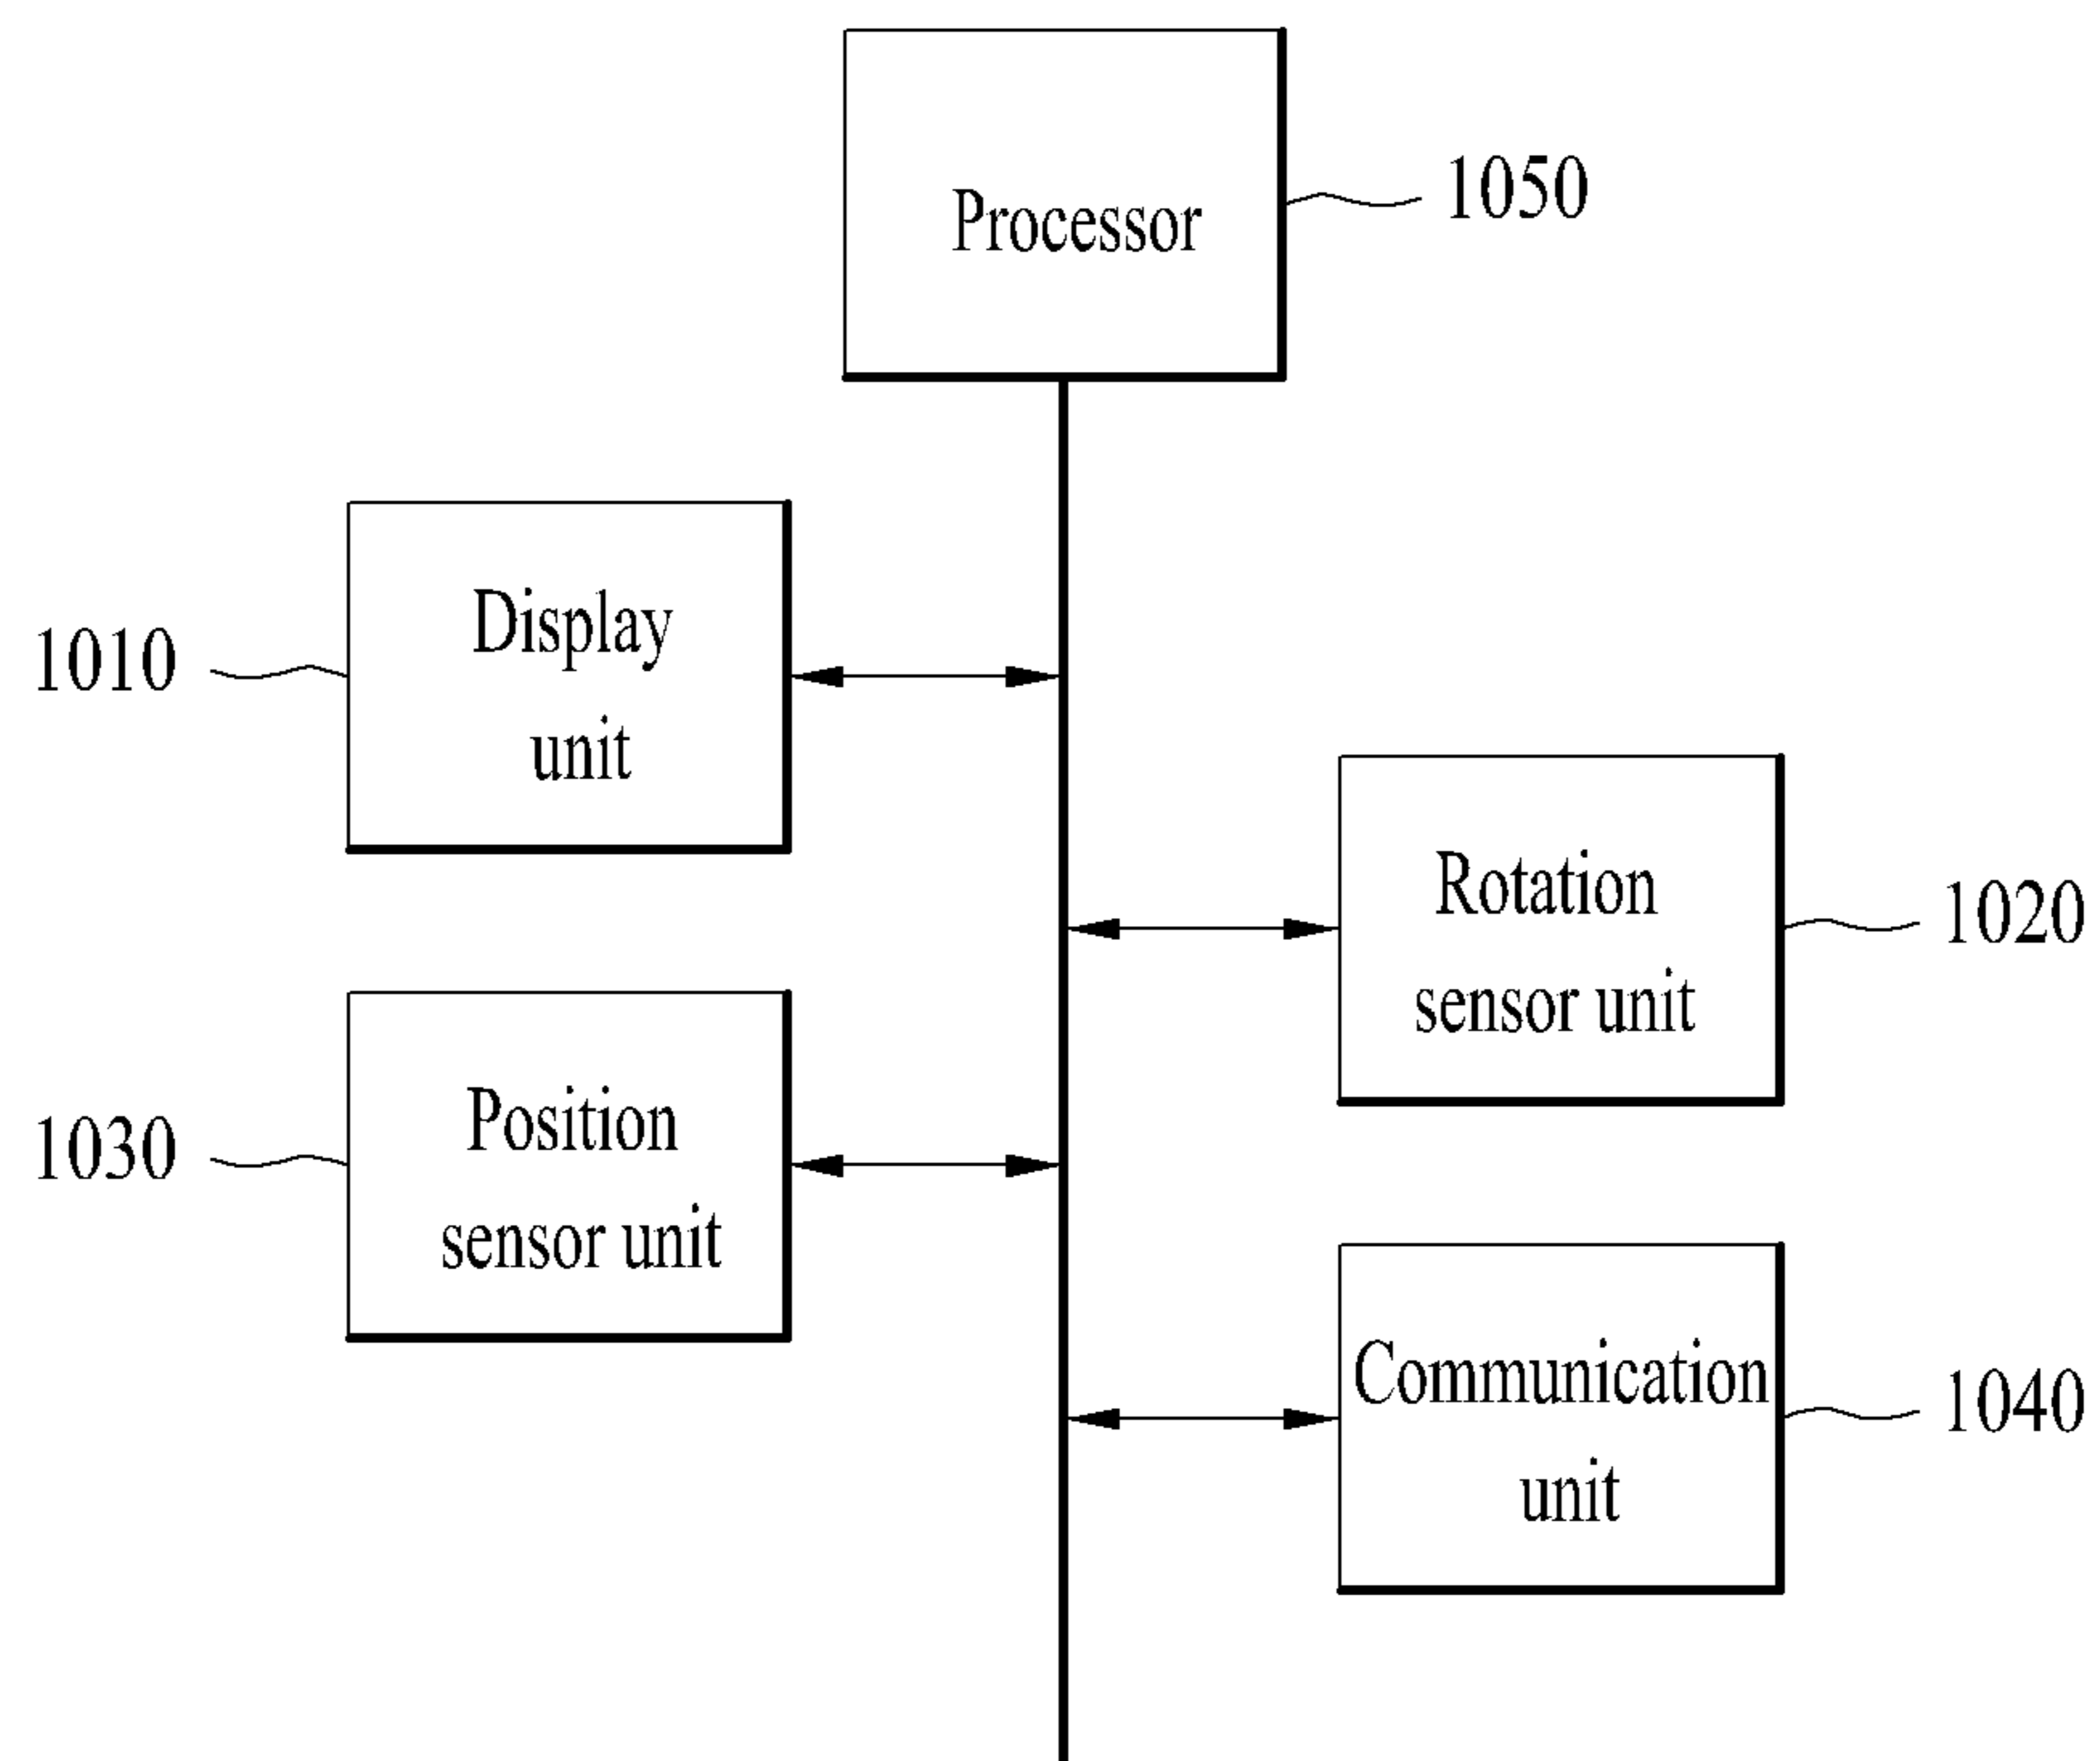 Processor
1050
Display
unit
1010
Rotation
sensor unit
1020
Position
sensor unit
1030
Communication
unit
1040